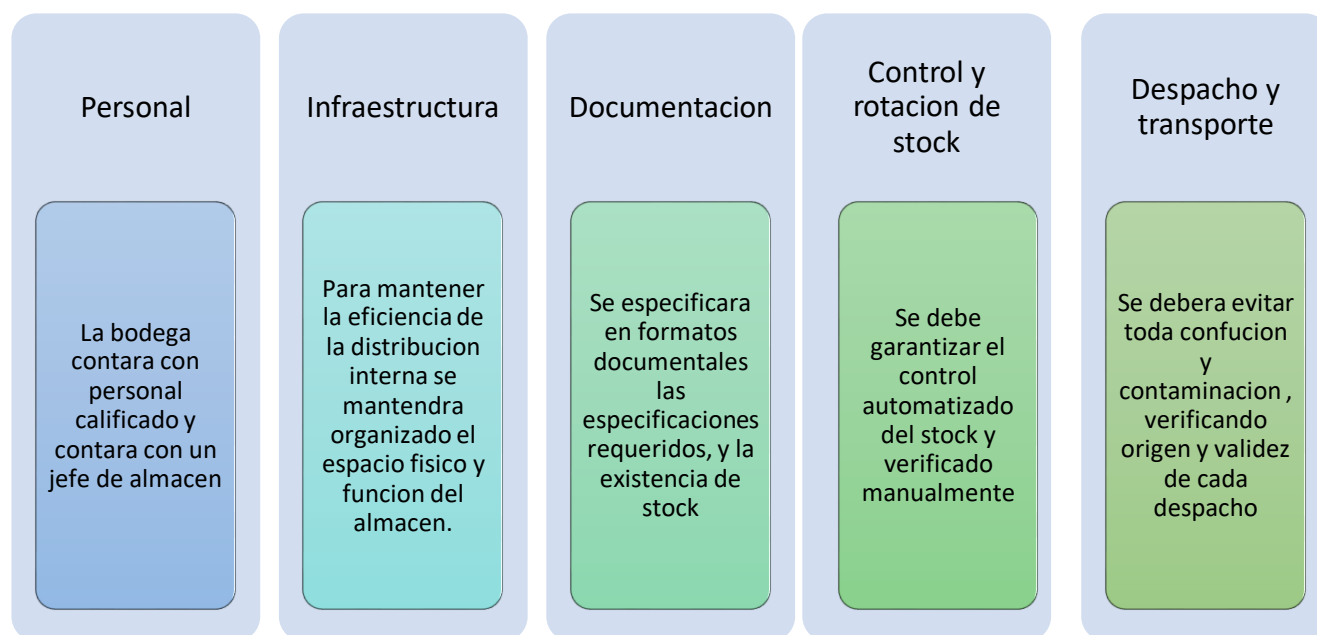 Personal
La bodega
contara con
personal
calificado y
contara con un
jefe de almacen
Infraestructura
Para mantener
la eficiencia de
la distribucion
interna se
mantendra
organizado el
espacio fisico y
funcion del
almacen.
Documentacion
Se especificara
en formatos
documentales
las
especificaciones
requeridos, y la
existencia de
stock
Control y
rotacion de
stock
Se debe
garantizar el
control
automatizado
del stock y
verificado
manualmente
Despacho y
transporte
Se debera evitar
toda confucion
y
contaminacion ,
verificando
origen y validez
de cada
despacho